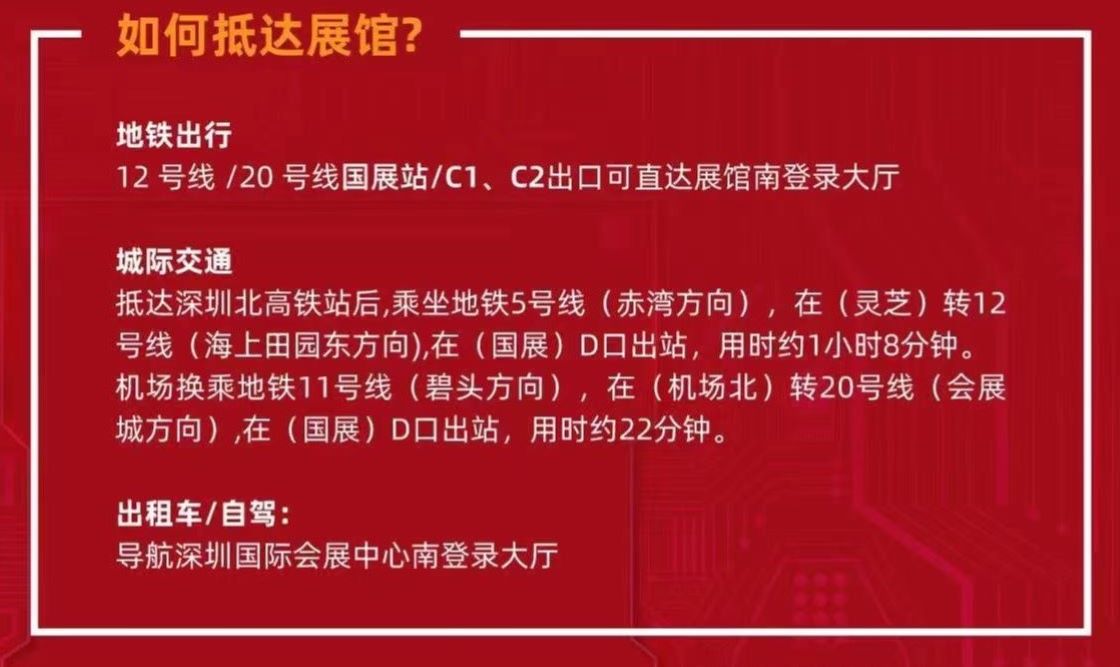 如何抵达展馆?
地铁出行
12 号线 /20 号线国展站/C1、C2出口可直达展馆南登录大厅
城际交通
抵达深圳北高铁站后,乘坐地铁5号线（赤湾方向），在（灵芝）转12
号线（海上田园东方向),在（国展）D口出站，用时约1小时8分钟。
机场换乘地铁11号线（碧头方向），在（机场北）转20号线（会展
城方向）,在（国展）D口出站，用时约22分钟。
出租车/自驾：
导航深圳国际会展中心南登录大厅